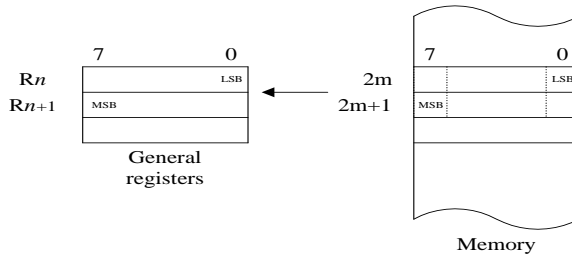 7 0
Rn LSB
Rn+1 MSB
General
registers
7 0
2m LSB
2m+1 MSB
Memory